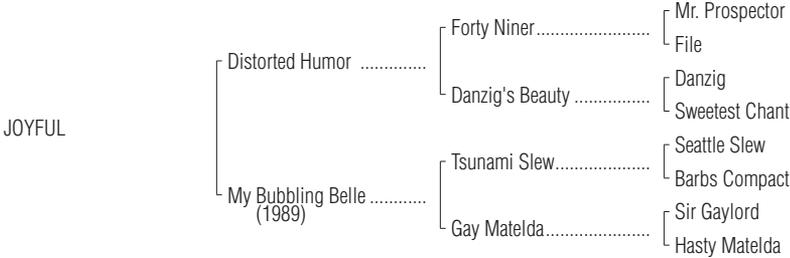 Mr. Prospector
Forty Niner.......................
File
Distorted Humor ..............
Danzig
Danzig's Beauty ................
Sweetest Chant
JOYFUL
Seattle Slew
Tsunami Slew....................
Barbs Compact
My Bubbling Belle ............
(1989)
Sir Gaylord
Gay Matelda......................
Hasty Matelda